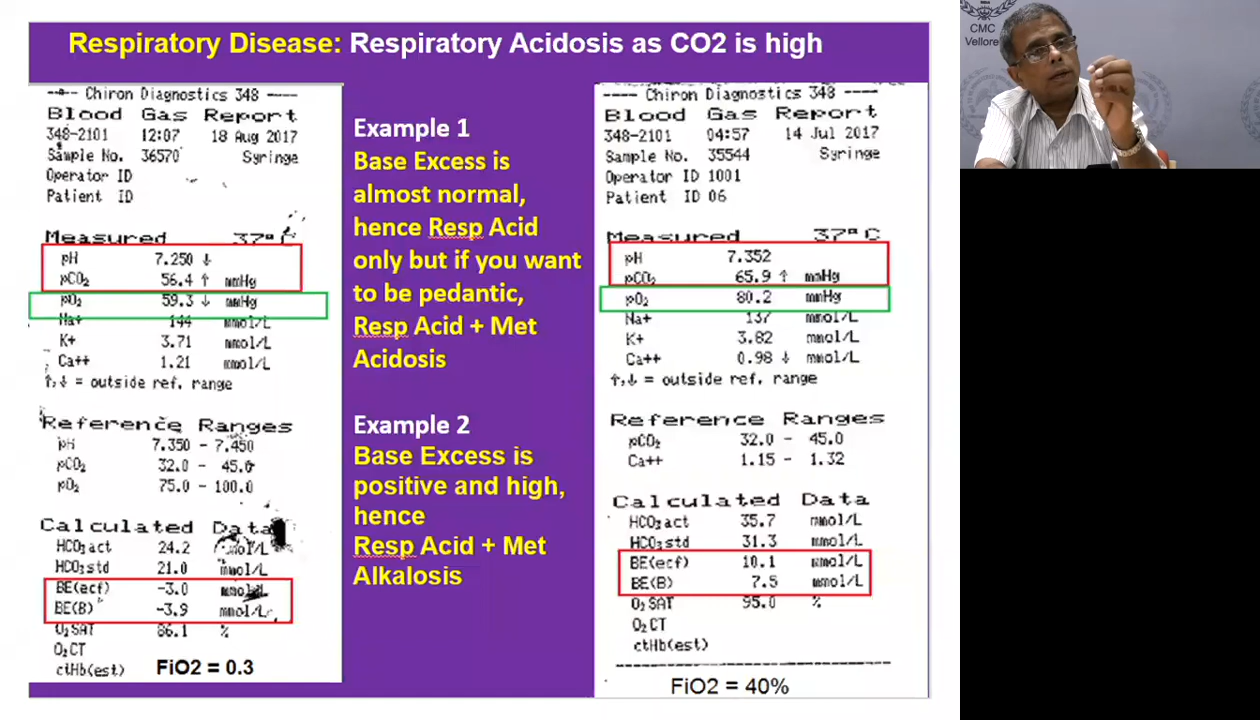 Respiratory Disease: Respiratory Acidosis as CO2 is high
Chiron Diagnostics 348
Blood Gas Report
348-2101 12:07 18 Aug 2017
Sample No. 36570 Syringe
Operator ID
Patient ID
Measured 37°C
pH 7.250 ↓
pCO₂ 56.4 ↑ mmHg
pO₂ 59.3 ↓ mmHg
Na+ 144 mmol/L
K+ 3.71 mmol/L
Ca++ 1.21 mmol/L
↑,↓ = outside ref. range
Reference Ranges
pH 7.350 - 7.450
pCO₂ 32.0 - 45.0
pO₂ 75.0 - 100.0
Calculated Data
HCO₃act 24.2 mmol/L
HCO₃std 21.0 mmol/L
BE(ecf) -3.0
BE(B) -3.9 mmol/L
O₂SAT 86.1 %
O₂CT
ctHb(est)
FiO2 = 0.3
Example 1
Base Excess is
almost normal,
hence Resp Acid
only but if you want
to be pedantic,
Resp Acid + Met
Acidosis
Example 2
Base Excess is
positive and high,
hence
Resp Acid + Met
Alkalosis
Chiron Diagnostics 348
Blood Gas Report
348-2101 04:57 14 Jul 2017
Sample No. 35544 Syringe
Operator ID 1001
Patient ID 06
Measured 37°C
pH 7.352
pCO₂ 65.9 ↑ mmHg
pO₂ 80.2 mmHg
Na+ 137 mmol/L
K+ 3.82 mmol/L
Ca++ 0.98 ↓ mmol/L
↑,↓ = outside ref. range
Reference Ranges
pCO₂ 32.0 - 45.0
Ca++ 1.15 - 1.32
Calculated Data
HCO₃act 35.7 mmol/L
HCO₃std 31.3 mmol/L
BE(ecf) 10.1 mmol/L
BE(B) 7.5 mmol/L
O₂SAT 95.0 %
O₂CT
ctHb(est)
FiO2 = 40%
CMC
Vellore